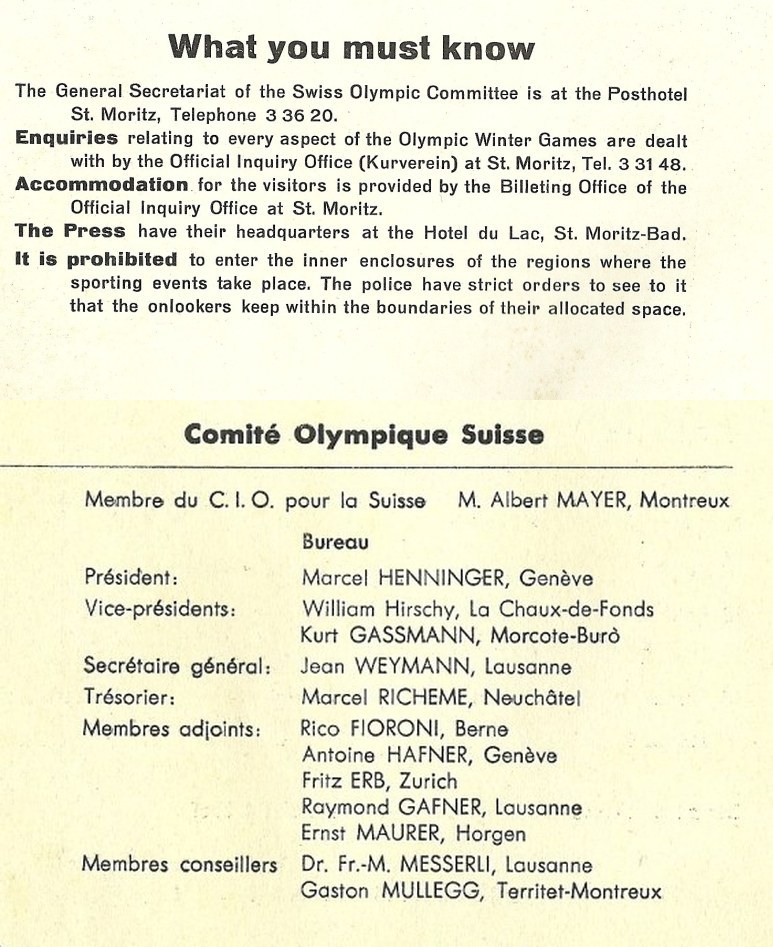 What you must know
The General Secretariat of the Swiss Olympic Committee is at the Posthotel
St. Moritz, Telephone 3 36 20.
Enquiries relating to every aspect of the Olympic Winter Games are dealt
with by the Official Inquiry Office (Kurverein) at St. Moritz, Tel. 3 31 48.
Accommodation for the visitors is provided by the Billeting Office of the
Official Inquiry Office at St. Moritz.
The Press have their headquarters at the Hotel du Lac, St. Moritz-Bad.
It is prohibited to enter the inner enclosures of the regions where the
sporting events take place. The police have strict orders to see to it
that the onlookers keep within the boundaries of their allocated space.
Comité Olympique Suisse
Membre du C. I. O. pour la Suisse M. Albert MAYER, Montreux
Bureau
Président: Marcel HENNINGER, Genève
Vice-présidents: William Hirschy, La Chaux-de-Fonds
Kurt GASSMANN, Morcote-Burò
Secrétaire général: Jean WEYMANN, Lausanne
Trésorier: Marcel RICHEME, Neuchâtel
Membres adjoints: Rico FIORONI, Berne
Antoine HAFNER, Genève
Fritz ERB, Zurich
Raymond GAFNER, Lausanne
Ernst MAURER, Horgen
Membres conseillers Dr. Fr.-M. MESSERLI, Lausanne
Gaston MULLEGG, Territet-Montreux